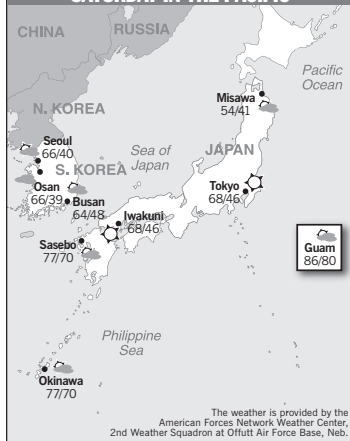 SATURDAY IN THE PACIFIC
CHINA
RUSSIA
Pacific
Ocean
N. KOREA
Misawa
54/41
Seoul
66/40
Sea of
Japan
JAPAN
S. KOREA
Osan
66/39
Busan
64/48
Tokyo
68/46
Iwakuni
68/46
Sasebo
77/70
Guam
86/80
Philippine
Sea
Okinawa
77/70
The weather is provided by the
American Forces Network Weather Center,
2nd Weather Squadron at Offutt Air Force Base, Neb.